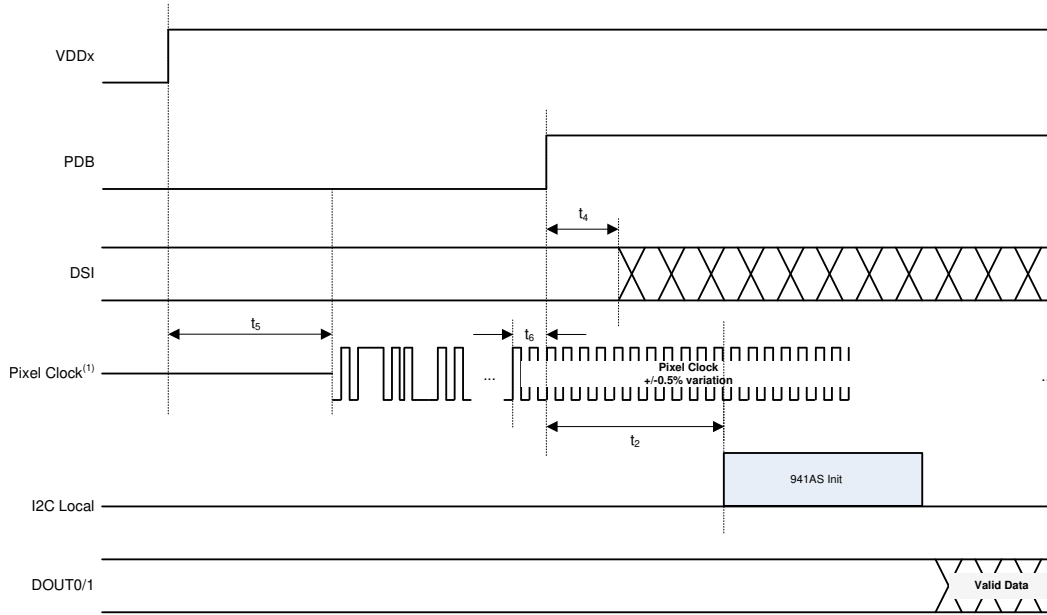 VDDx
PDB
t4
DSI
t5
t6
Pixel Clock(1)
...
Pixel Clock
+/-0.5% variation
..
t2
941AS Init
I2C Local
DOUT0/1
Valid Data